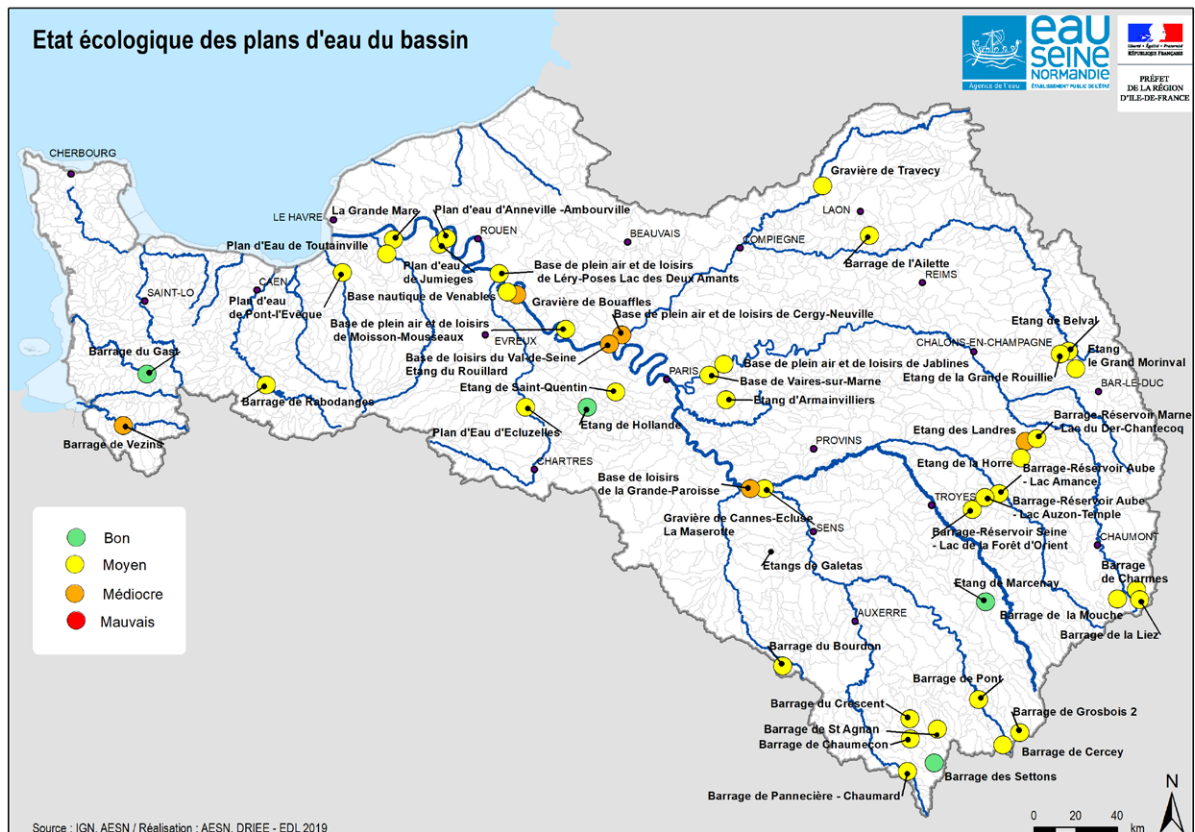 Etat écologique des plans d'eau du bassin
eau
SEINE
NORMANDIE
Agence de l'eau
ÉTABLISSEMENT PUBLIC DE L'ÉTAT
Liberté • Égalité • Fraternité
RÉPUBLIQUE FRANÇAISE
PRÉFET
DE LA RÉGION
D'ILE-DE-FRANCE
CHERBOURG
Gravière de Travecy
LE HAVRE
La Grande Mare
Plan d'eau d'Anneville -Ambourville
LAON
ROUEN
BEAUVAIS
COMPIEGNE
Plan d'Eau de Toutainville
Barrage de l'Ailette
Plan d'eau
de Jumieges
Base de plein air et de loisirs
de Léry-Poses Lac des Deux Amants
REIMS
CAEN
SAINT-LO
Plan d'eau
de Pont-l'Evêque
Base nautique de Venables
Gravière de Bouaffles
Base de plein air et de loisirs de Cergy-Neuville
Etang de Belval
Base de plein air et de loisirs
de Moisson-Mousseaux
EVREUX
CHALONS-EN-CHAMPAGNE
Etang
le Grand Morinval
Barrage du Gast
Base de loisirs du Val-de-Seine
Etang du Rouillard
Base de plein air et de loisirs de Jablines
Etang de la Grande Rouillie
PARIS
Base de Vaires-sur-Marne
BAR-LE-DUC
Etang de Saint-Quentin
Barrage de Rabodanges
Etang d'Armainvilliers
Barrage-Réservoir Marne
- Lac du Der-Chantecoq
Etang de Hollande
Plan d'Eau d'Ecluzelles
Etang des Landres
Barrage de Vezins
PROVINS
CHARTRES
Etang de la Horre
Barrage-Réservoir Aube
- Lac Amance
Base de loisirs
de la Grande-Paroisse
TROYES
Barrage-Réservoir Aube
- Lac Auzon-Temple
Gravière de Cannes-Ecluse
La Maserotte
SENS
Barrage-Réservoir Seine
- Lac de la Forêt d'Orient
CHAUMONT
Bon
Moyen
Médiocre
Mauvais
Etangs de Galetas
Barrage
de Charmes
Etang de Marcenay
AUXERRE
Barrage de la Mouche
Barrage de la Liez
Barrage du Bourdon
Barrage de Pont
Barrage du Crescent
Barrage de Grosbois 2
Barrage de St Agnan
Barrage de Chaumeçon
Barrage de Cercey
Barrage des Settons
Barrage de Pannecière - Chaumard
N
0 20 40
km
Source : IGN, AESN / Réalisation : AESN, DRIEE - EDL 2019